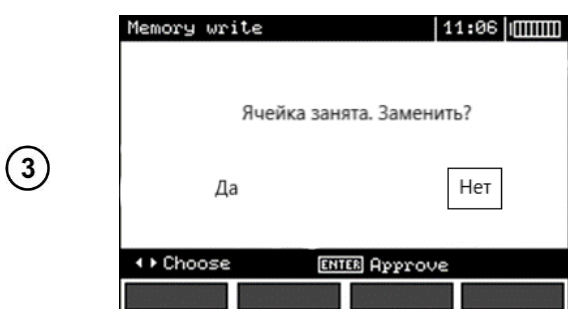 Memory write 11:06
Ячейка занята. Заменить?
3
Да Нет
Choose ENTER Approve